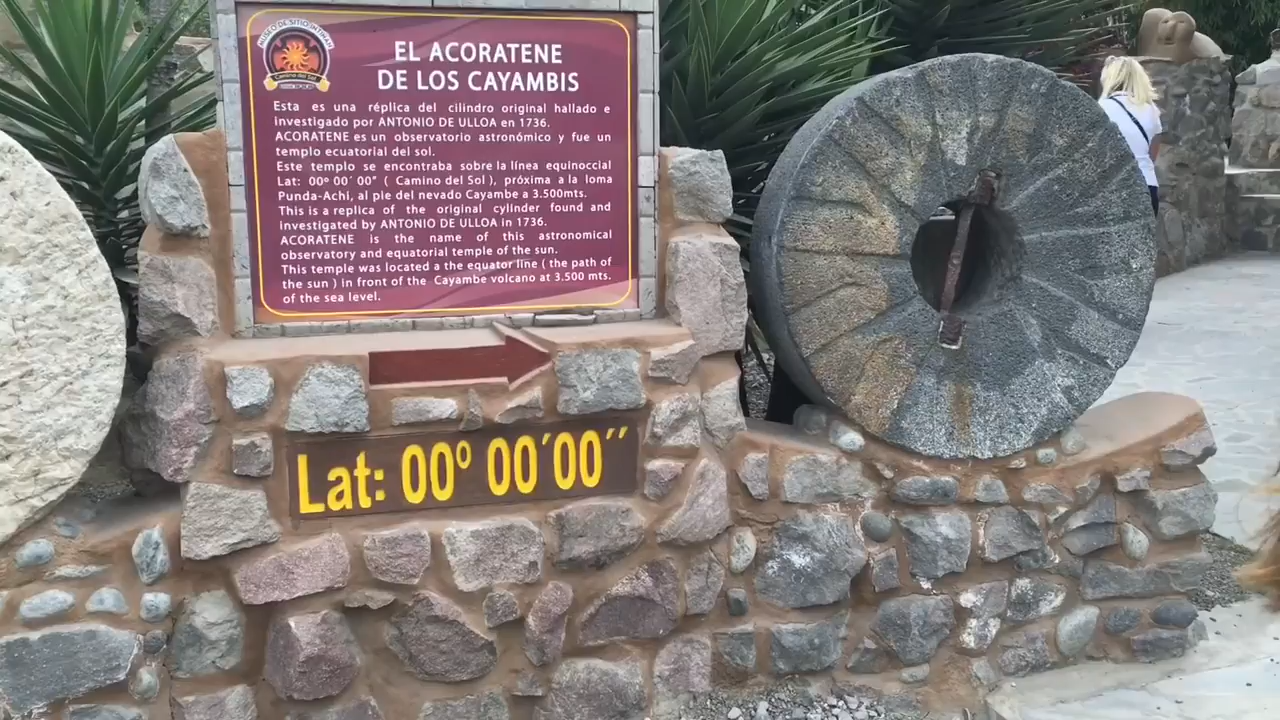 MUSEO DE SITIO INTIÑAN
Camino del Sol
EL ACORATENE
DE LOS CAYAMBIS
Esta es una réplica del cilindro original hallado e
investigado por ANTONIO DE ULLOA en 1736.
ACORATENE es un observatorio astronómico y fue un
templo ecuatorial del sol.
Este templo se encontraba sobre la línea equinoccial
Lat: 00º 00´ 00" ( Camino del Sol ), próxima a la loma
Punda-Achi, al pie del nevado Cayambe a 3.500mts.
This is a replica of the original cylinder found and
investigated by ANTONIO DE ULLOA in 1736.
ACORATENE is the name of this astronomical
observatory and equatorial temple of the sun.
This temple was located a the equator line ( the path of
the sun ) in front of the Cayambe volcano at 3.500 mts.
of the sea level.
Lat: 00º 00´00´´